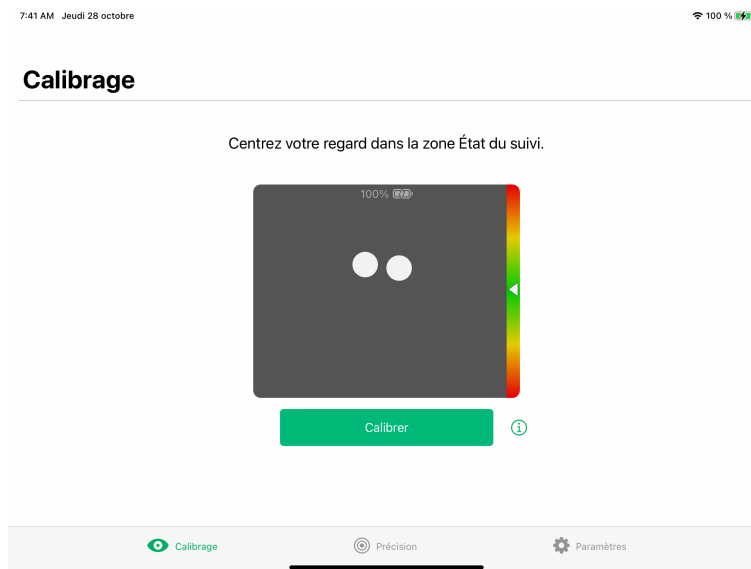 7:41 AM Jeudi 28 octobre 100 %
Calibrage
Centrez votre regard dans la zone État du suivi.
100%
Calibrer
Calibrage Précision Paramètres